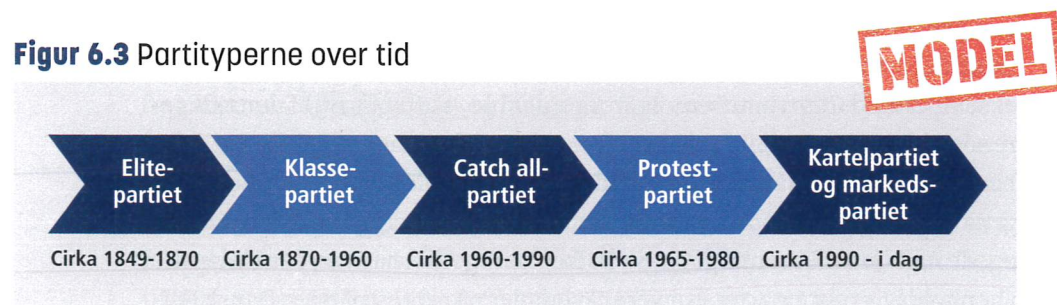 Figur 6.3 Partityperne over tid
MODEL
Elite-
partiet
Klasse-
partiet
Catch all-
partiet
Protest-
partiet
Kartelpartiet
og markeds-
partiet
Cirka 1849-1870
Cirka 1870-1960
Cirka 1960-1990
Cirka 1965-1980
Cirka 1990 - i dag